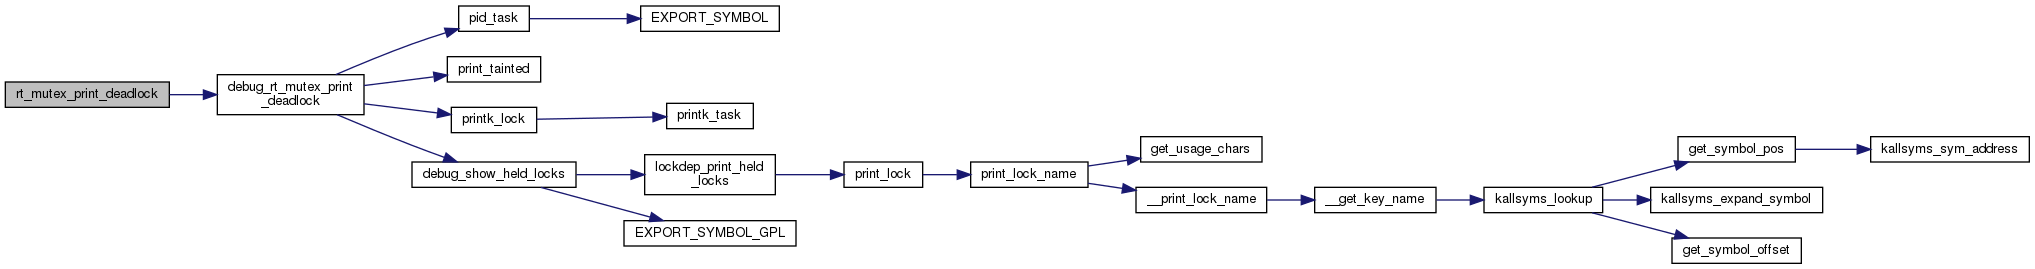 rt_mutex_print_deadlock
debug_rt_mutex_print
_deadlock
pid_task
EXPORT_SYMBOL
print_tainted
printk_lock
printk_task
debug_show_held_locks
lockdep_print_held
_locks
EXPORT_SYMBOL_GPL
print_lock
print_lock_name
get_usage_chars
__print_lock_name
__get_key_name
kallsyms_lookup
get_symbol_pos
kallsyms_sym_address
kallsyms_expand_symbol
get_symbol_offset